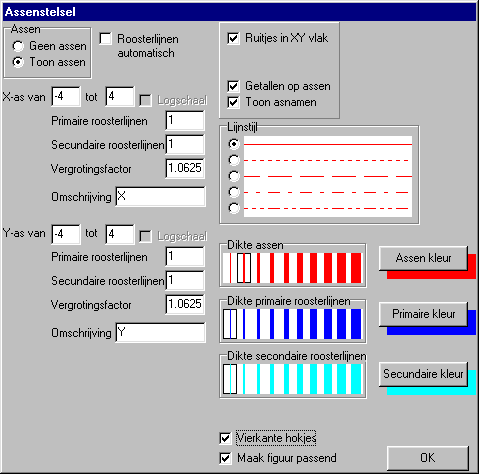 Assenstelsel
Assen
Geen assen
Toon assen
Roosterlijnen
automatisch
Ruitjes in XY vlak
Getallen op assen
Toon asnamen
X-as van -4 tot 4 Logschaal
Primaire roosterlijnen 1
Secundaire roosterlijnen 1
Vergrotingsfactor 1.0625
Omschrijving X
Lijnstijl
Y-as van -4 tot 4 Logschaal
Primaire roosterlijnen 1
Secundaire roosterlijnen 1
Vergrotingsfactor 1.0625
Omschrijving Y
Dikte assen
Assen kleur
Dikte primaire roosterlijnen
Primaire kleur
Dikte secondaire roosterlijnen
Secundaire kleur
Vierkante hokjes
Maak figuur passend
OK